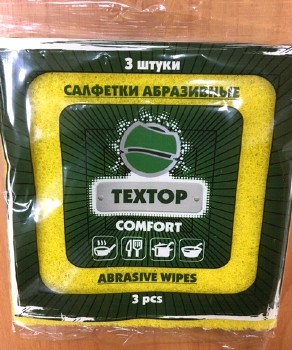 3 штуки
САЛФЕТКИ АБРАЗИВНЫЕ
TEXTOP
COMFORT
ABRASIVE WIPES
3 pcs